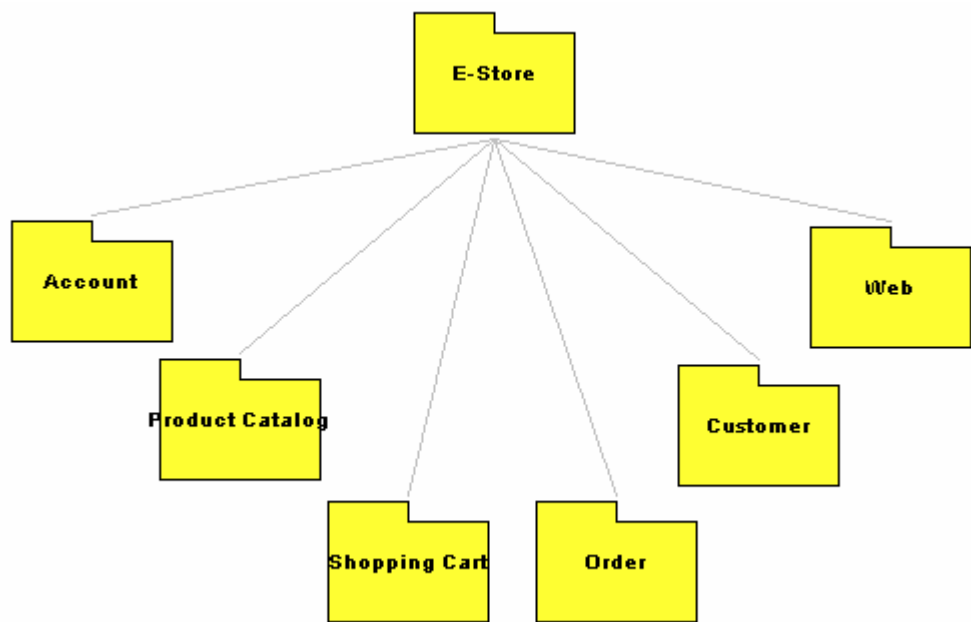 E-Store
Account
Web
Product Catalog
Customer
Shopping Cart
Order